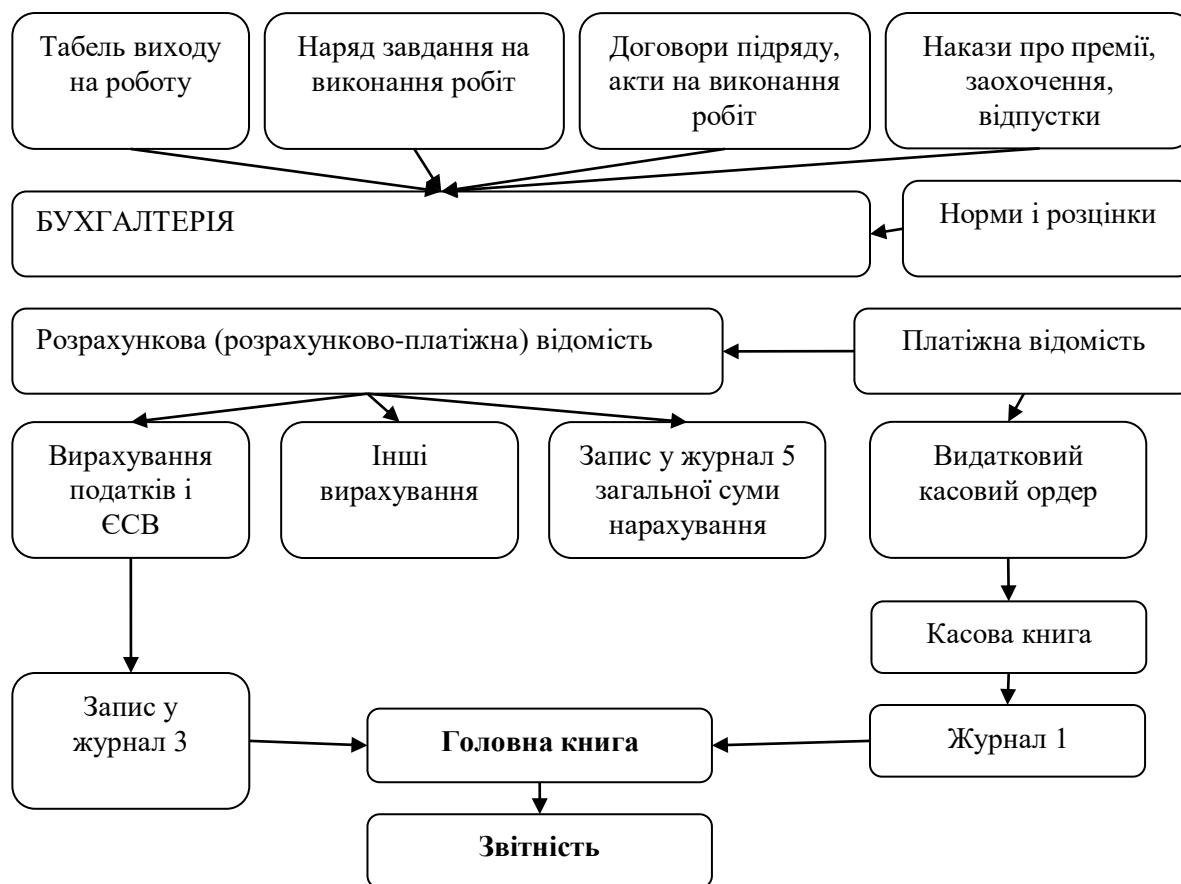 Табель виходу
на роботу
Наряд завдання на
виконання робіт
Договори підряду,
акти на виконання
робіт
Накази про премії,
заохочення,
відпустки
БУХГАЛТЕРІЯ
Норми і розцінки
Розрахункова (розрахунково-платіжна) відомість
Платіжна відомість
Вирахування
податків і
ЄСВ
Інші
вирахування
Запис у журнал 5
загальної суми
нарахування
Видатковий
касовий ордер
Касова книга
Запис у
журнал 3
Головна книга
Журнал 1
Звітність